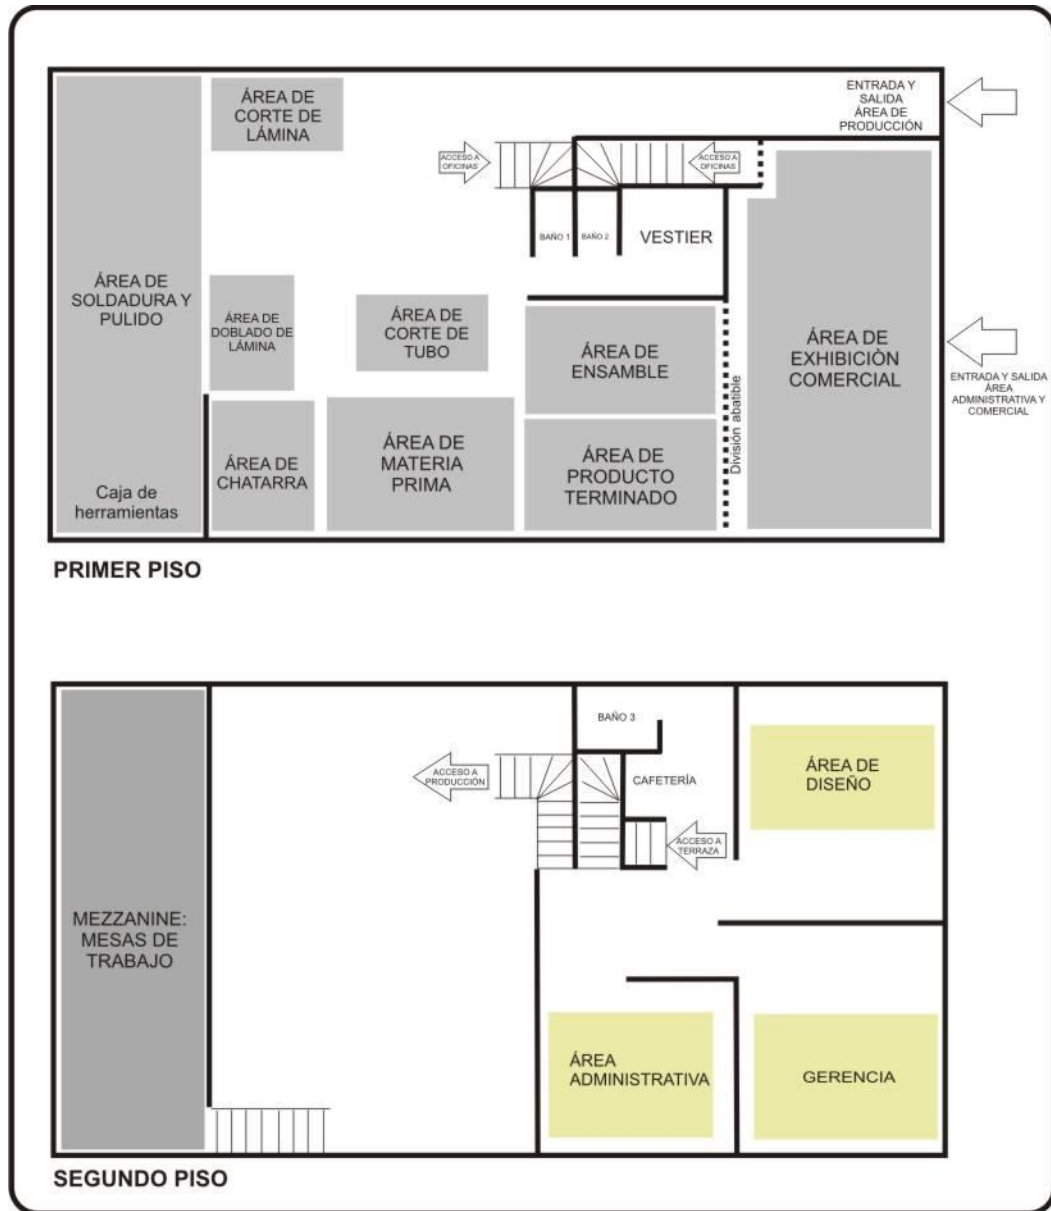 ÁREA DE
CORTE DE
LÁMINA
ENTRADA Y
SALIDA
ÁREA DE
PRODUCCIÓN
ACCESO A
OFICINAS
ACCESO A
OFICINAS
BAÑO 1
BAÑO 2
VESTIER
ÁREA DE
SOLDADURA Y
PULIDO
ÁREA DE
DOBLADO DE
LÁMINA
ÁREA DE
CORTE DE
TUBO
ÁREA DE
ENSAMBLE
ÁREA DE
EXHIBICIÒN
COMERCIAL
ENTRADA Y SALIDA
ÁREA
ADMINISTRATIVA Y
COMERCIAL
División abatible
ÁREA DE
CHATARRA
ÁREA DE
MATERIA
PRIMA
ÁREA DE
PRODUCTO
TERMINADO
Caja de
herramientas
PRIMER PISO
BAÑO 3
ACCESO A
PRODUCCIÓN
CAFETERÍA
ÁREA DE
DISEÑO
ACCESO A
TERRAZA
MEZZANINE:
MESAS DE
TRABAJO
ÁREA
ADMINISTRATIVA
GERENCIA
SEGUNDO PISO